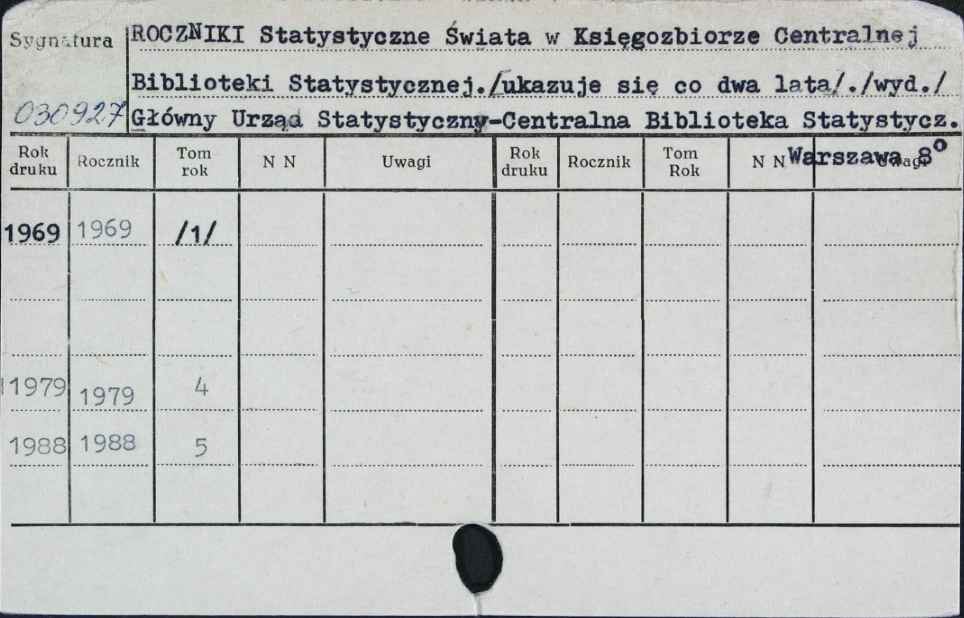 ROCZNIKI Statystyczne Świata w Księgozbiorze Centralnej
Sygnatura
Biblioteki Statystycznej./ukazuje się co dwa lata/./wyd./
030927 Główny Urząd Statystyczny-Centralna Biblioteka Statystycz.
Warszawa 8°
Rok druku Rocznik Tom rok N N Uwagi Rok druku Rocznik Tom Rok N N Uwagi
1969 1969 /1/
1979 1979 4
1988 1988 5